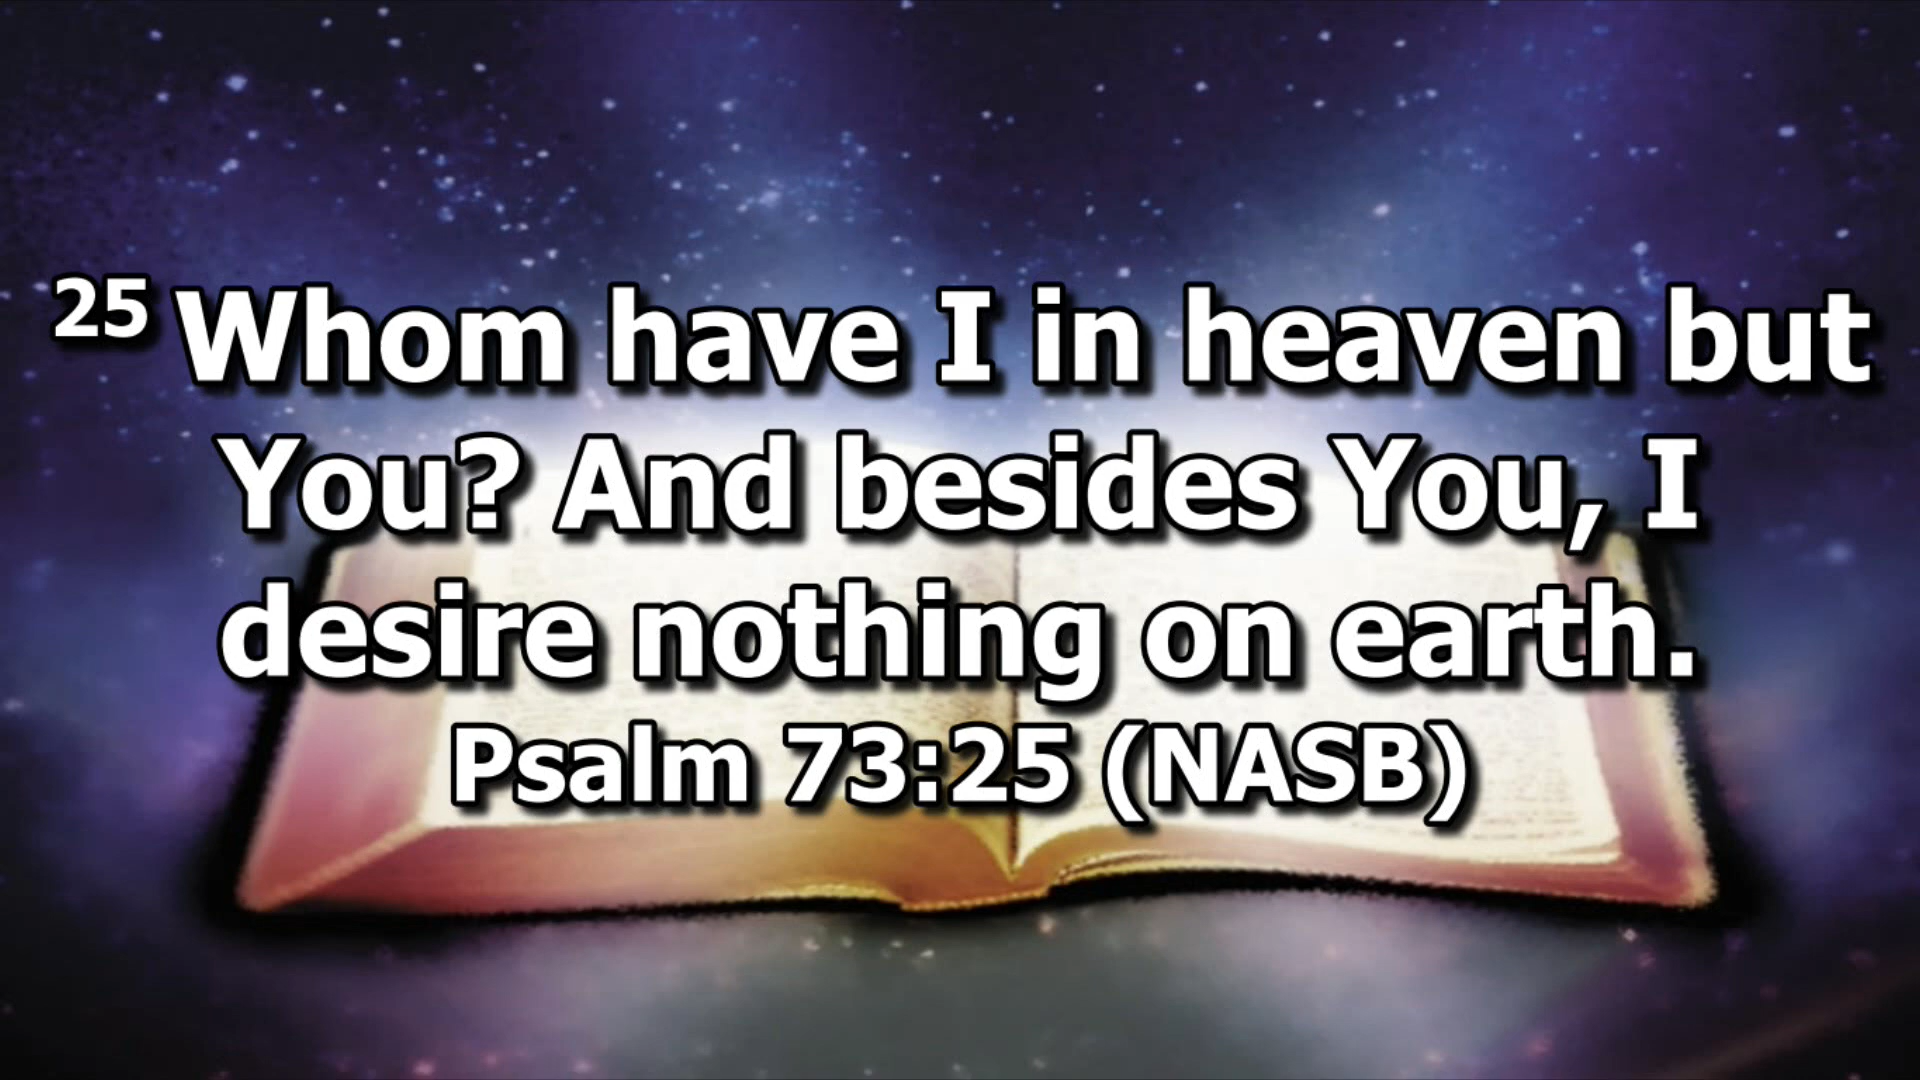 25 Whom have I in heaven but
You? And besides You, I
desire nothing on earth.
Psalm 73:25 (NASB)